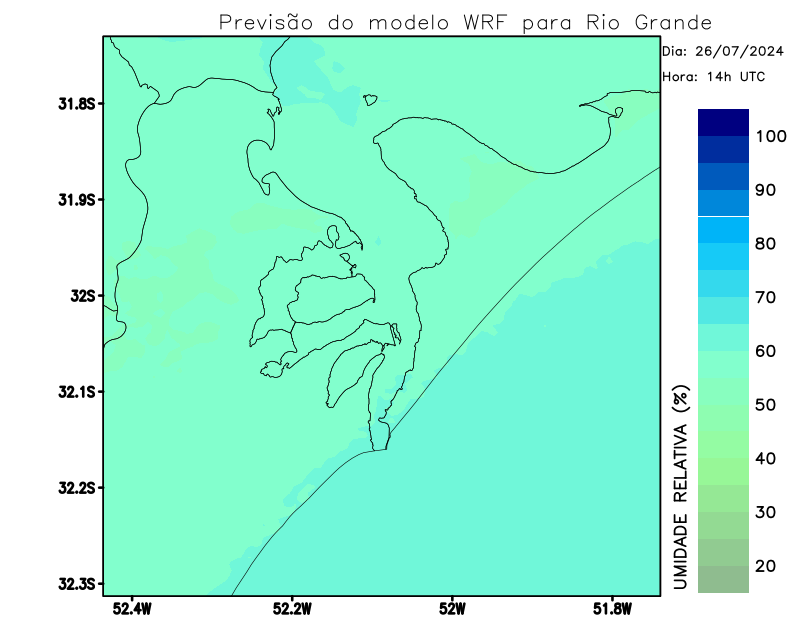 Previsão do modelo WRF para Rio Grande
Dia: 26/07/2024
Hora: 14h UTC
31.8S
31.9S
32S
32.1S
32.2S
32.3S
52.4W
52.2W
52W
51.8W
100
90
80
70
60
50
40
30
20
UMIDADE RELATIVA (%)